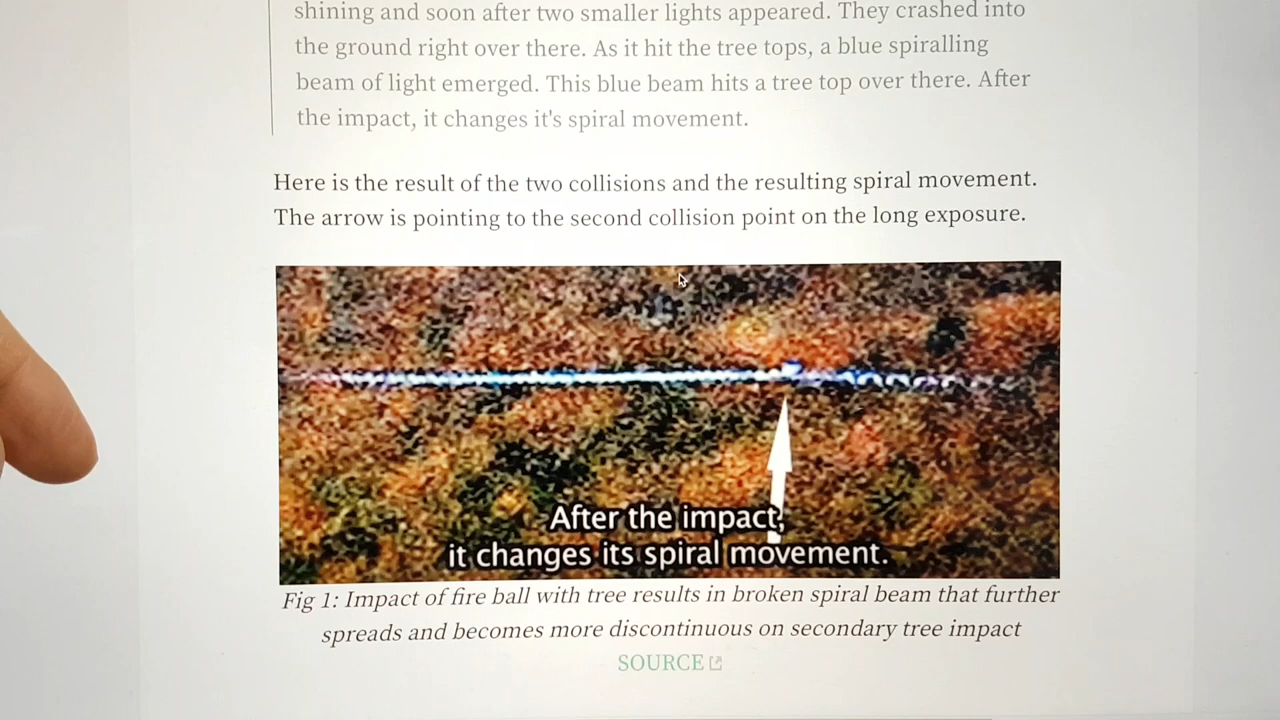 shining and soon after two smaller lights appeared. They crashed into
the ground right over there. As it hit the tree tops, a blue spiralling
beam of light emerged. This blue beam hits a tree top over there. After
the impact, it changes it's spiral movement.
Here is the result of the two collisions and the resulting spiral movement.
The arrow is pointing to the second collision point on the long exposure.
After the impact,
it changes its spiral movement.
Fig 1: Impact of fire ball with tree results in broken spiral beam that further
spreads and becomes more discontinuous on secondary tree impact
SOURCE